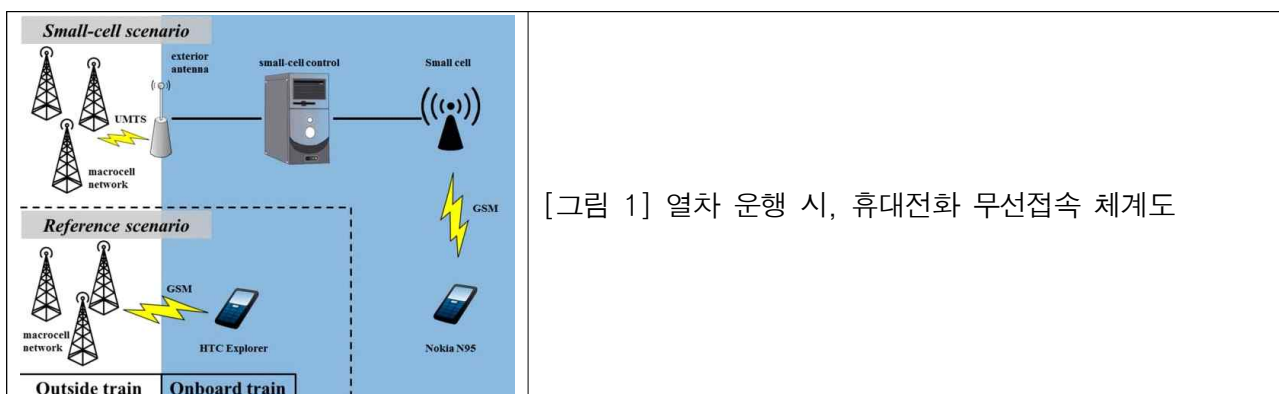 Small-cell scenario
exterior
antenna
small-cell control
Small cell
UMTS
macrocell
network
GSM
Reference scenario
GSM
macrocell
network
HTC Explorer
Nokia N95
Outside train
Onboard train
[그림 1] 열차 운행 시, 휴대전화 무선접속 체계도